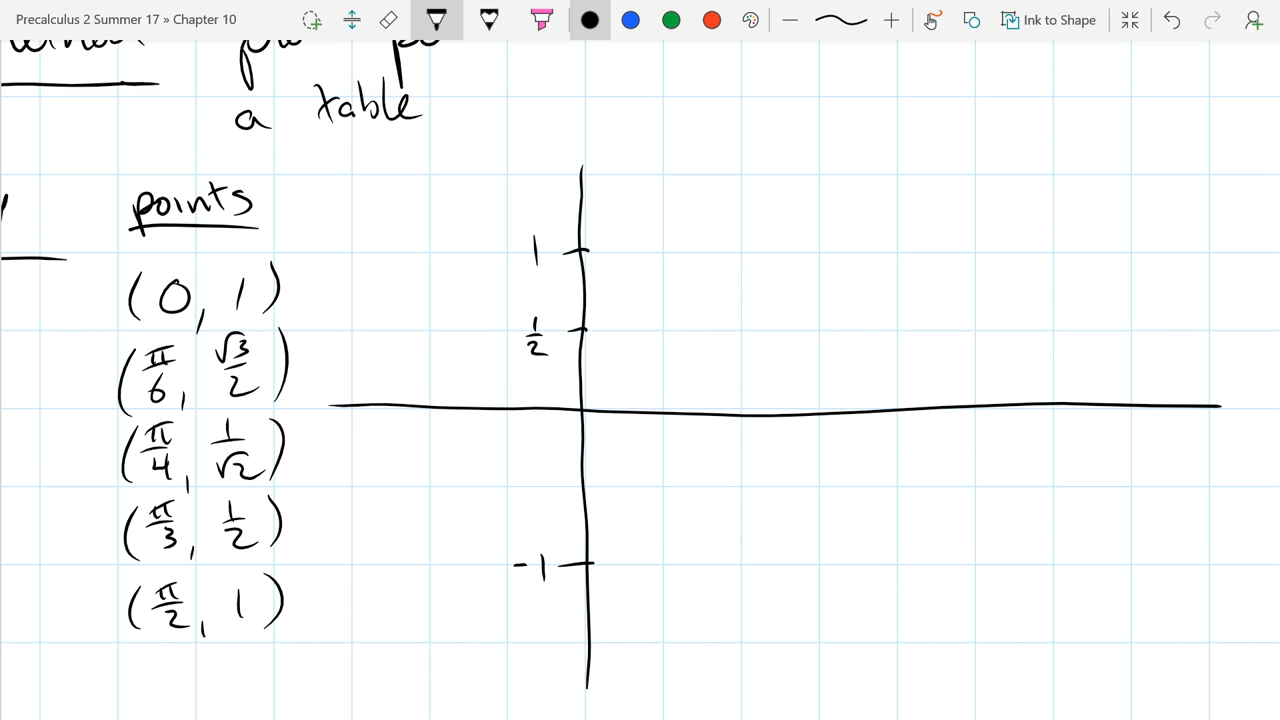 Precalculus 2 Summer 17 » Chapter 10
Ink to Shape
a table
points
(0, 1)
(π/6, √3/2)
(π/4, 1/√2)
(π/3, 1/2)
(π/2, 1)
1
1/2
-1